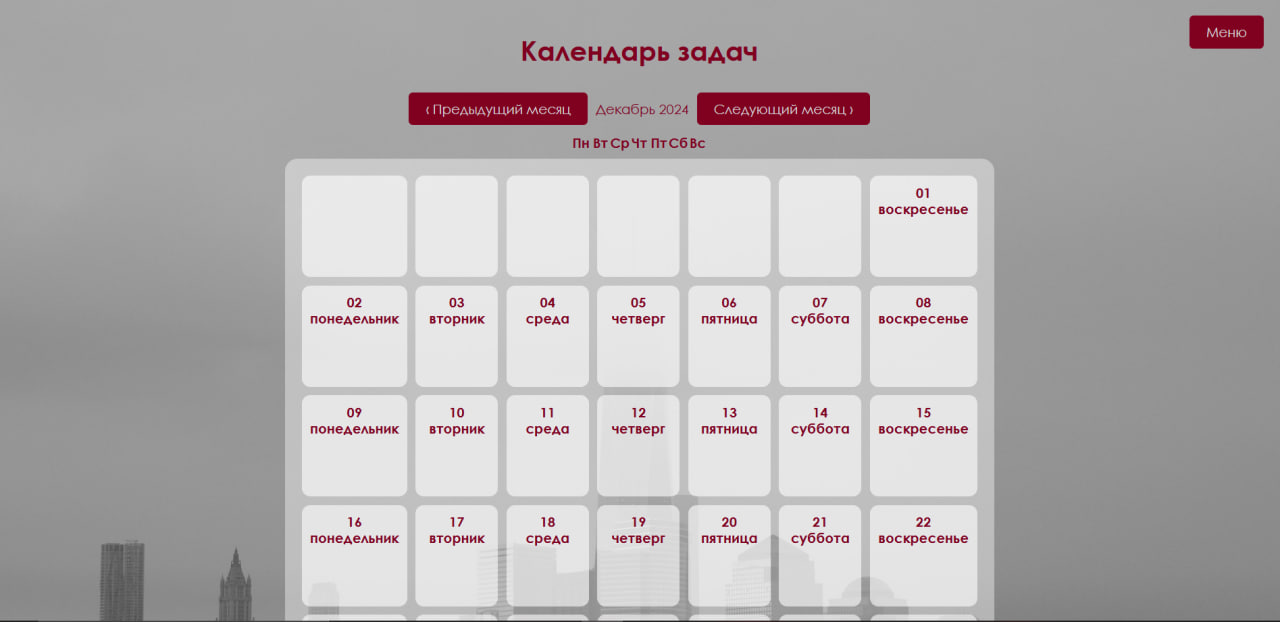 Меню
Календарь задач
‹ Предыдущий месяц Декабрь 2024 Следующий месяц ›
Пн Вт Ср Чт Пт Сб Вс
01
воскресенье
02 03 04 05 06 07 08
понедельник вторник среда четверг пятница суббота воскресенье
09 10 11 12 13 14 15
понедельник вторник среда четверг пятница суббота воскресенье
16 17 18 19 20 21 22
понедельник вторник среда четверг пятница суббота воскресенье